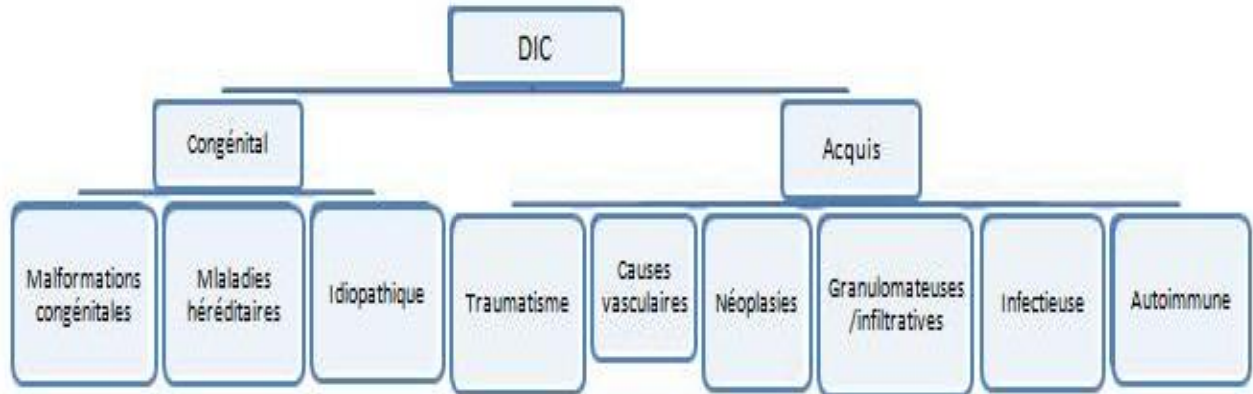 DIC
Congénital
Acquis
Malformations
congénitales
Mlaladies
héréditaires
Idiopathique
Traumatisme
Causes
vasculaires
Néoplasies
Granulomateuses
/infiltratives
Infectieuse
Autoimmune